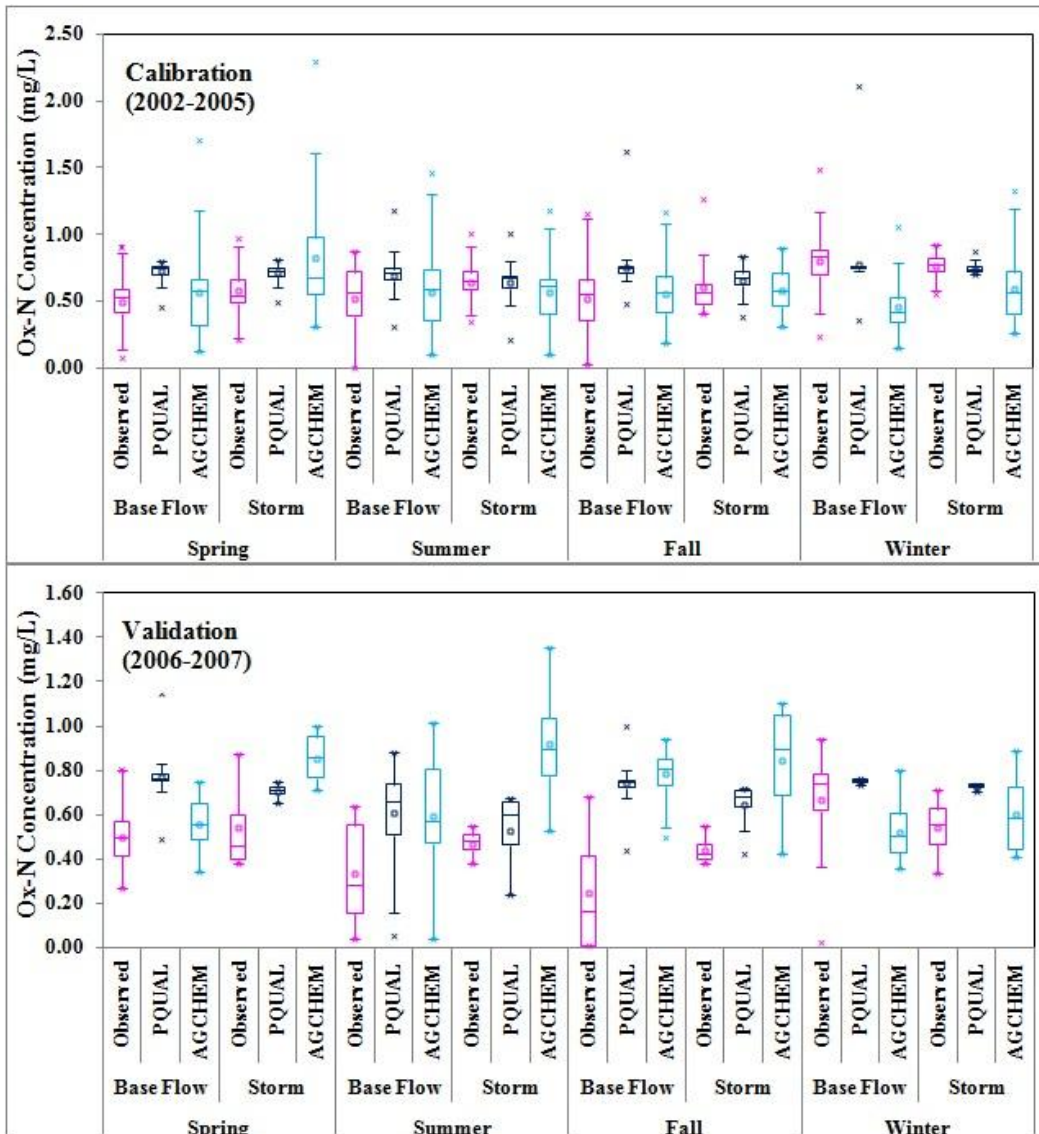 Ox-N Concentration (mg/L)
2.50
2.00
1.50
1.00
0.50
0.00
Calibration
(2002-2005)
Observed PQUAL AGCHEM Observed PQUAL AGCHEM Observed PQUAL AGCHEM Observed PQUAL AGCHEM Observed PQUAL AGCHEM Observed PQUAL AGCHEM Observed PQUAL AGCHEM Observed PQUAL AGCHEM
Base Flow Storm Base Flow Storm Base Flow Storm Base Flow Storm
Spring Summer Fall Winter
Ox-N Concentration (mg/L)
1.60
1.40
1.20
1.00
0.80
0.60
0.40
0.20
0.00
Validation
(2006-2007)
Observed PQUAL AGCHEM Observed PQUAL AGCHEM Observed PQUAL AGCHEM Observed PQUAL AGCHEM Observed PQUAL AGCHEM Observed PQUAL AGCHEM Observed PQUAL AGCHEM Observed PQUAL AGCHEM
Base Flow Storm Base Flow Storm Base Flow Storm Base Flow Storm
Spring Summer Fall Winter